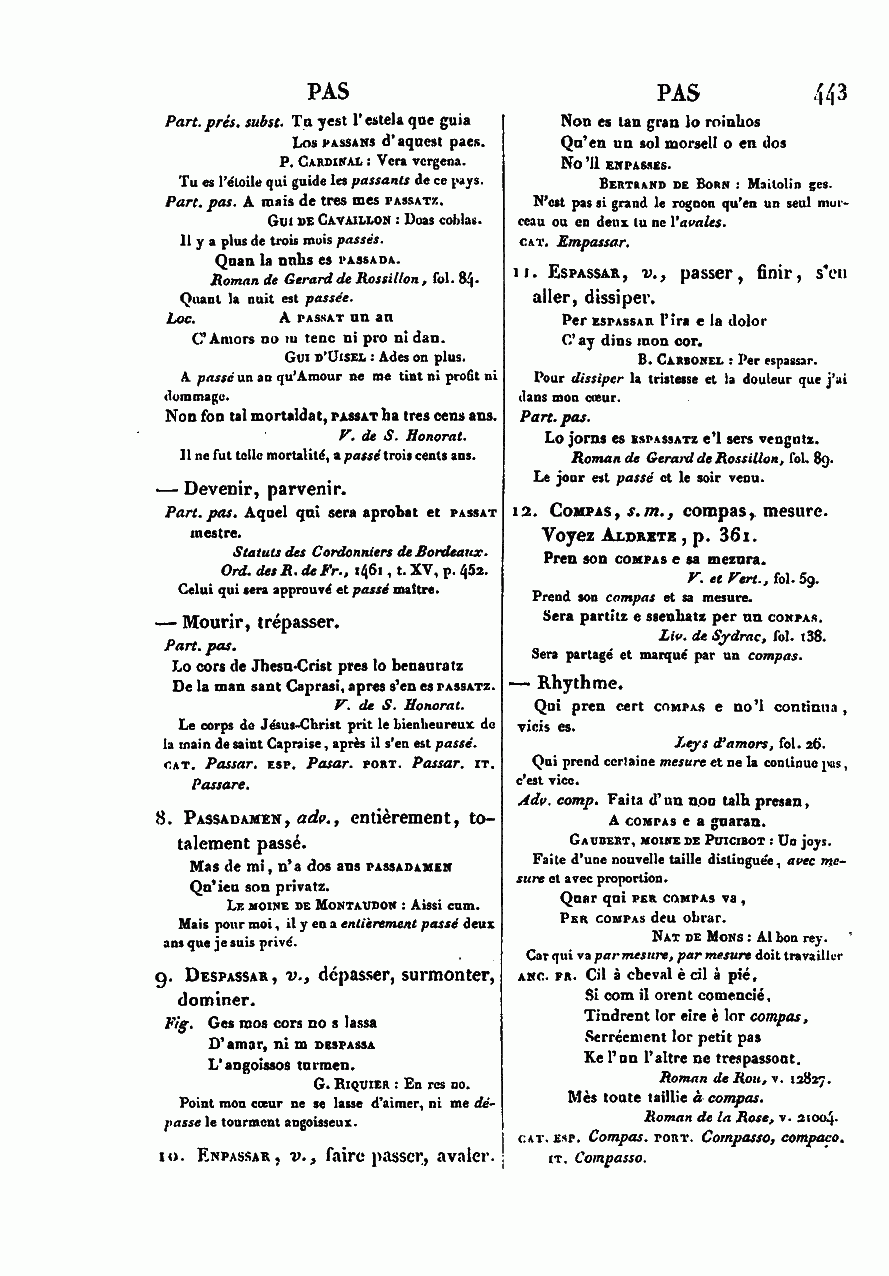 PAS
Part. prés. subst. Tu yest l'estela que guia
Los passans d'aquest paes.
P. Cardinal : Vera vergena.
Tu es l'étoile qui guide les passants de ce pays.
Part. pas. A mais de tres mes passatz.
Gui de Cavaillon : Doas coblas.
Il y a plus de trois mois passés.
Quan la nuhs es passada.
Roman de Gerard de Rossillon, fol. 84.
Quant la nuit est passée.
Loc. A passat un an
C'Amors no m tenc ni pro ni dan.
Gui d'Uisel : Ades on plus.
A passé un an qu'Amour ne me tint ni profit ni
dommage.
Non fon tal mortaldat, passat ha tres cens ans.
V. de S. Honorat.
Il ne fut telle mortalité, a passé trois cents ans.
— Devenir, parvenir.
Part. pas. Aquel qui sera aprobat et passat
mestre.
Statuts des Cordonniers de Bordeaux.
Ord. des R. de Fr., 1461, t. XV, p. 452.
Celui qui sera approuvé et passé maître.
— Mourir, trépasser.
Part. pas.
Lo cors de Jhesu-Crist pres lo benauratz
De la man sant Caprasi, apres s'en es passatz.
V. de S. Honorat.
Le corps de Jésus-Christ prit le bienheureux de
la main de saint Capraise, après il s'en est passé.
cat. Passar. esp. Pasar. port. Passar. it.
Passare.
8. Passadamen, adv., entièrement, to-
talement passé.
Mas de mi, n'a dos ans passadamen
Qu'ieu son privatz.
Le moine de Montaudon : Aissi cum.
Mais pour moi, il y en a entièrement passé deux
ans que je suis privé.
9. Despassar, v., dépasser, surmonter,
dominer.
Fig. Ges mos cors no s lassa
D'amar, ni m despassa
L'angoissos turmen.
G. Riquier : En res no.
Point mon cœur ne se lasse d'aimer, ni me dé-
passe le tourment angoisseux.
10. Enpassar, v., faire passer, avaler.
PAS 443
Non es tan gran lo roinhos
Qu'en un sol morsell o en dos
No'll enpasses.
Bertrand de Born : Maitolin ges.
N'est pas si grand le rognon qu'en un seul mor-
ceau ou en deux tu ne l'avales.
cat. Empassar.
11. Espassar, v., passer, finir, s'en
aller, dissiper.
Per espassar l'ira e la dolor
C'ay dins mon cor.
B. Carbonel : Per espassar.
Pour dissiper la tristesse et la douleur que j'ai
dans mon cœur.
Part. pas.
Lo jorns es espassatz e'l sers vengutz.
Roman de Gerard de Rossillon, fol. 89.
Le jour est passé et le soir venu.
12. Compas, s. m., compas, mesure.
Voyez Aldrete, p. 361.
Pren son compas e sa mezura.
V. et Vert., fol. 59.
Prend son compas et sa mesure.
Sera partitz e ssenhatz per un conpas.
Liv. de Sydrac, fol. 138.
Sera partagé et marqué par un compas.
— Rhythme.
Qui pren cert compas e no'l continua,
vicis es.
Leys d'amors, fol. 26.
Qui prend certaine mesure et ne la continue pas,
c'est vice.
Adv. comp. Faita d'un nou talh presan,
A compas e a guaran.
Gaubert, moine de Puicibot : Un joys.
Faite d'une nouvelle taille distinguée, avec me-
sure et avec proportion.
Quar qui per compas va,
Per compas deu obrar.
Nat de Mons : Al bon rey.
Car qui va par mesure, par mesure doit travailler
anc. fr. Cil à cheval è cil à pié,
Si com il orent comencié,
Tindrent lor eire è lor compas,
Serréement lor petit pas
Ke l'un l'altre ne trespassont.
Roman de Rou, v. 12827.
Mès toute taillie à compas.
Roman de la Rose, v. 21004.
cat. esp. Compas. port. Compasso, compaço.
it. Compasso.